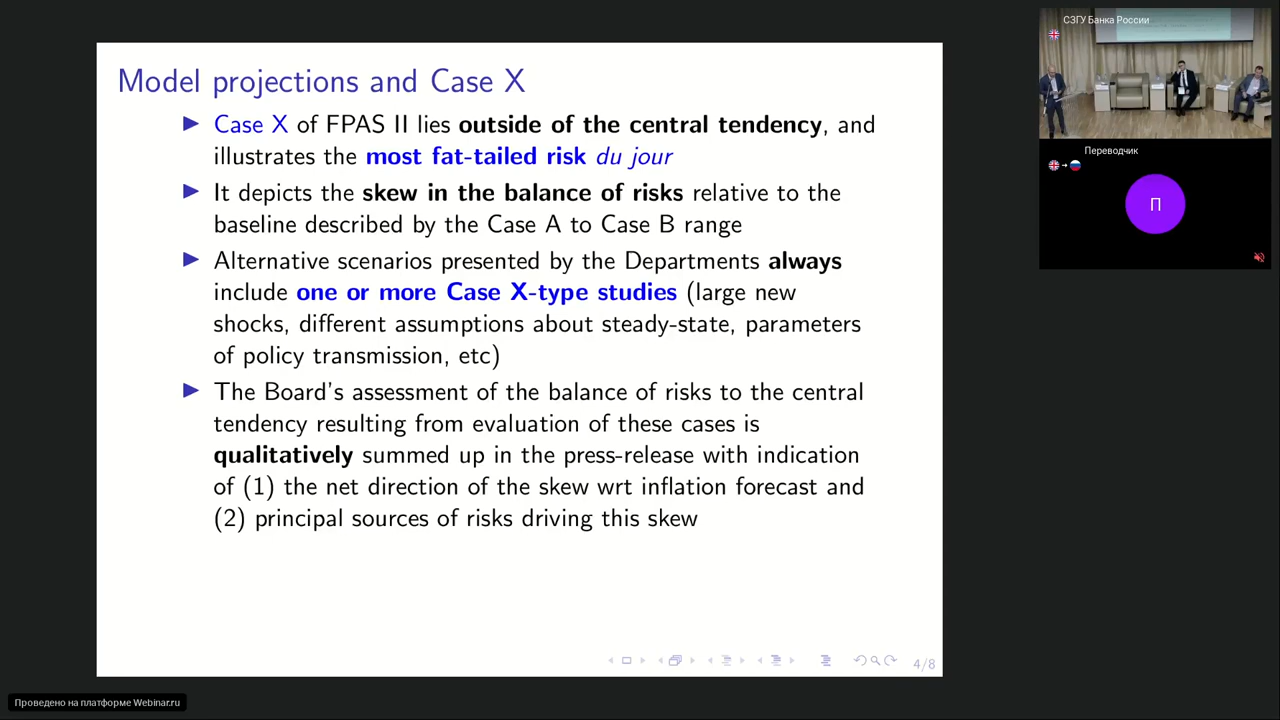 Model projections and Case X
Case X of FPAS II lies outside of the central tendency, and
illustrates the most fat-tailed risk du jour
It depicts the skew in the balance of risks relative to the
baseline described by the Case A to Case B range
Alternative scenarios presented by the Departments always
include one or more Case X-type studies (large new
shocks, different assumptions about steady-state, parameters
of policy transmission, etc)
The Board's assessment of the balance of risks to the central
tendency resulting from evaluation of these cases is
qualitatively summed up in the press-release with indication
of (1) the net direction of the skew wrt inflation forecast and
(2) principal sources of risks driving this skew
4/8
СЗГУ Банка России
Переводчик
П
Проведено на платформе Webinar.ru